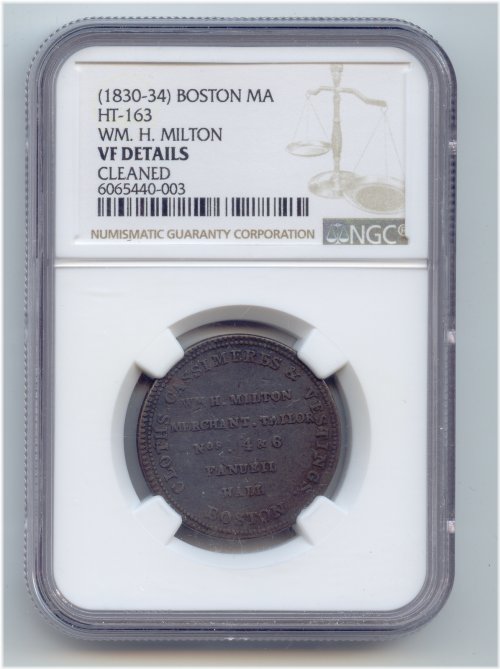 (1830-34) BOSTON MA
HT-163
WM. H. MILTON
VF DETAILS
CLEANED
6065440-003
NUMISMATIC GUARANTY CORPORATION
NGC®
CLOTHS CASSIMERES & VESTINGS
WM H. MILTON
MERCHANT. TAILOR
Nos. 4 & 6
FANUEIL
HALL
BOSTON